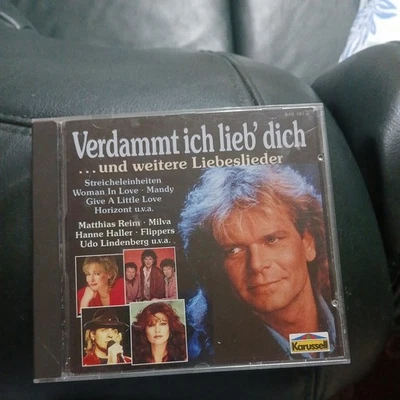 Verdammt ich lieb' dich
...und weitere Liebeslieder
Streicheleinheiten
Woman In Love · Mandy
Give A Little Love
Horizont u.v.a.
Matthias Reim · Milva
Hanne Haller · Flippers
Udo Lindenberg u.v.a.
Karussell